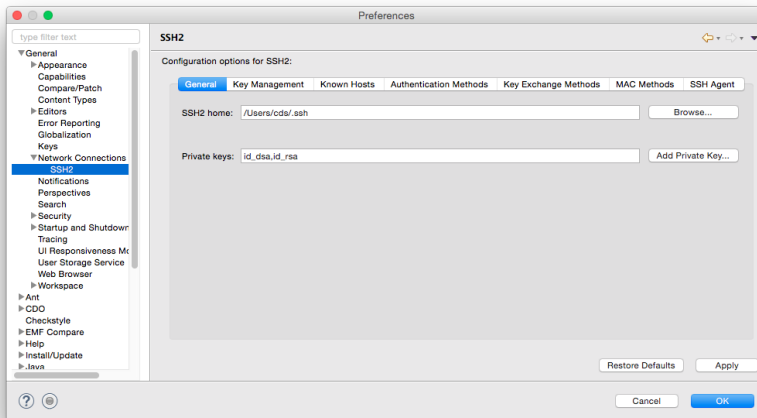 Preferences
type filter text
General
Appearance
Capabilities
Compare/Patch
Content Types
Editors
Error Reporting
Globalization
Keys
Network Connections
SSH2
Notifications
Perspectives
Search
Security
Startup and Shutdown
Tracing
UI Responsiveness Mo
User Storage Service
Web Browser
Workspace
Ant
CDO
Checkstyle
EMF Compare
Help
Install/Update
Java
SSH2
Configuration options for SSH2:
General Key Management Known Hosts Authentication Methods Key Exchange Methods MAC Methods SSH Agent
SSH2 home: /Users/cds/.ssh Browse...
Private keys: id_dsa,id_rsa Add Private Key...
Restore Defaults Apply
? Cancel OK